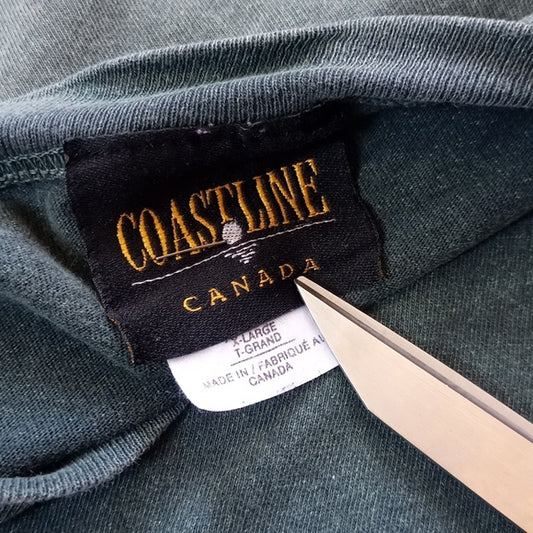 COASTLINE
CANADA
X-LARGE
T-GRAND
MADE IN / FABRIQUÉ AU
CANADA